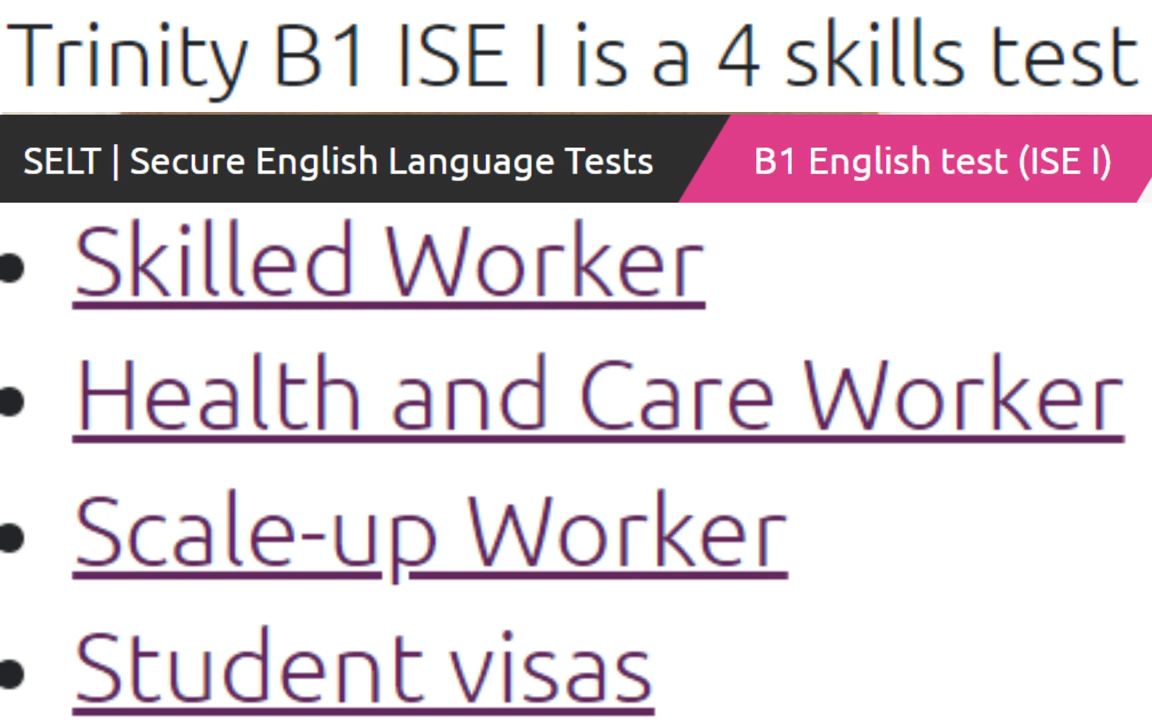 Trinity B1 ISE I is a 4 skills test
SELT | Secure English Language Tests B1 English test (ISE I)
• Skilled Worker
• Health and Care Worker
• Scale-up Worker
• Student visas